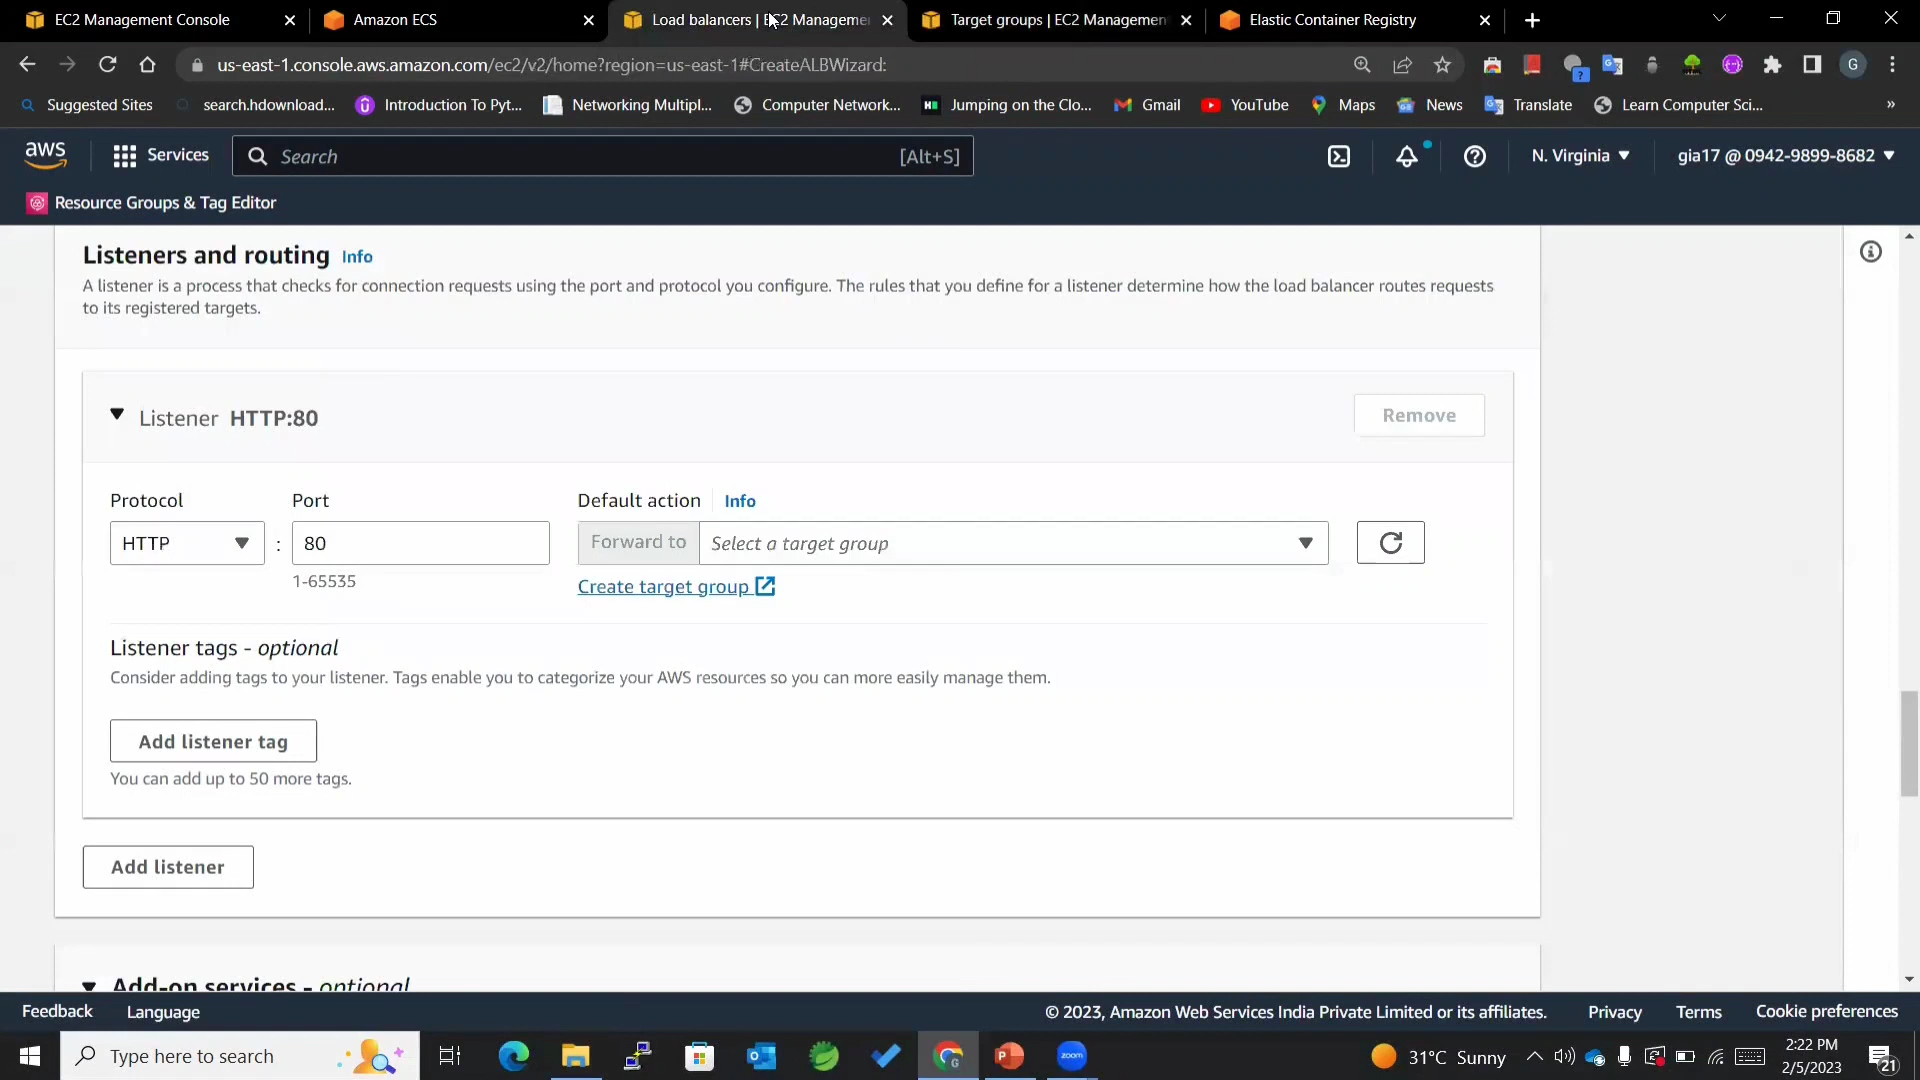 EC2 Management Console
Amazon ECS
Load balancers | EC2 Manageme
Target groups | EC2 Management
Elastic Container Registry
us-east-1.console.aws.amazon.com/ec2/v2/home?region=us-east-1#CreateALBWizard:
G
Suggested Sites
search.hdownload...
Introduction To Pyt...
Networking Multipl...
Computer Network...
Jumping on the Clo...
Gmail
YouTube
Maps
News
Translate
Learn Computer Sci...
»
aws
Services
Search
[Alt+S]
N. Virginia
gia17 @ 0942-9899-8682
Resource Groups & Tag Editor
Listeners and routing Info
A listener is a process that checks for connection requests using the port and protocol you configure. The rules that you define for a listener determine how the load balancer routes requests
to its registered targets.
Listener HTTP:80
Remove
Protocol
Port
Default action
Info
HTTP
:
80
Forward to
Select a target group
1-65535
Create target group
Listener tags - optional
Consider adding tags to your listener. Tags enable you to categorize your AWS resources so you can more easily manage them.
Add listener tag
You can add up to 50 more tags.
Add listener
Add-on services - optional
Feedback
Language
© 2023, Amazon Web Services India Private Limited or its affiliates.
Privacy
Terms
Cookie preferences
Type here to search
zoom
31°C Sunny
2:22 PM
2/5/2023
21